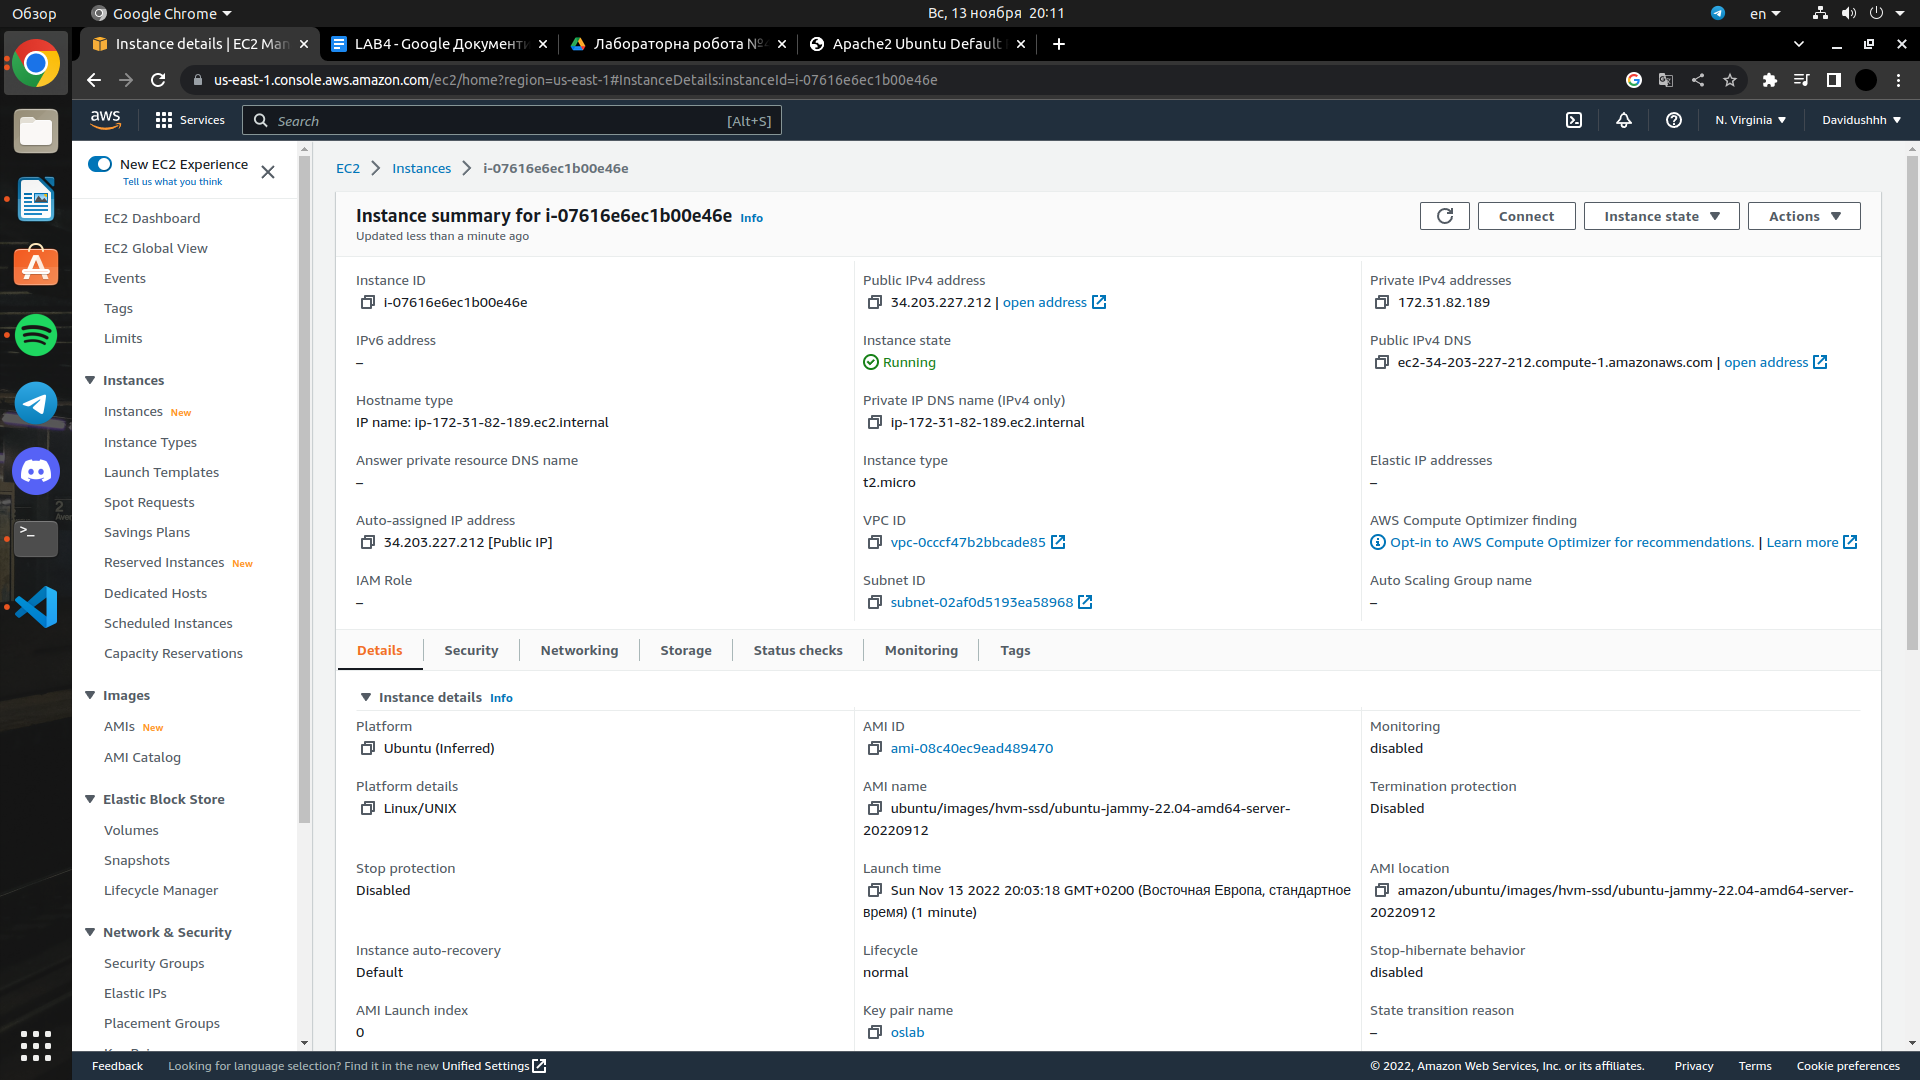 Обзор
Google Chrome
Вс, 13 ноября 20:11
en
Instance details | EC2 Man
LAB4 - Google Документи
Лабораторна робота №
Apache2 Ubuntu Default
us-east-1.console.aws.amazon.com/ec2/home?region=us-east-1#InstanceDetails:instanceId=i-07616e6ec1b00e46e
aws
Services
Search
[Alt+S]
N. Virginia
Davidushhh
New EC2 Experience
Tell us what you think
EC2 Dashboard
EC2 Global View
Events
Tags
Limits
Instances
Instances New
Instance Types
Launch Templates
Spot Requests
Savings Plans
Reserved Instances New
Dedicated Hosts
Scheduled Instances
Capacity Reservations
Images
AMIs New
AMI Catalog
Elastic Block Store
Volumes
Snapshots
Lifecycle Manager
Network & Security
Security Groups
Elastic IPs
Placement Groups
EC2
Instances
i-07616e6ec1b00e46e
Instance summary for i-07616e6ec1b00e46e Info
Updated less than a minute ago
Connect
Instance state
Actions
Instance ID
i-07616e6ec1b00e46e
Public IPv4 address
34.203.227.212 | open address
Private IPv4 addresses
172.31.82.189
IPv6 address
–
Instance state
Running
Public IPv4 DNS
ec2-34-203-227-212.compute-1.amazonaws.com | open address
Hostname type
IP name: ip-172-31-82-189.ec2.internal
Private IP DNS name (IPv4 only)
ip-172-31-82-189.ec2.internal
Answer private resource DNS name
–
Instance type
t2.micro
Elastic IP addresses
–
Auto-assigned IP address
34.203.227.212 [Public IP]
VPC ID
vpc-0cccf47b2bbcade85
AWS Compute Optimizer finding
Opt-in to AWS Compute Optimizer for recommendations. | Learn more
IAM Role
–
Subnet ID
subnet-02af0d5193ea58968
Auto Scaling Group name
–
Details
Security
Networking
Storage
Status checks
Monitoring
Tags
Instance details Info
Platform
Ubuntu (Inferred)
AMI ID
ami-08c40ec9ead489470
Monitoring
disabled
Platform details
Linux/UNIX
AMI name
ubuntu/images/hvm-ssd/ubuntu-jammy-22.04-amd64-server-
20220912
Termination protection
Disabled
Stop protection
Disabled
Launch time
Sun Nov 13 2022 20:03:18 GMT+0200 (Восточная Европа, стандартное
время) (1 minute)
AMI location
amazon/ubuntu/images/hvm-ssd/ubuntu-jammy-22.04-amd64-server-
20220912
Instance auto-recovery
Default
Lifecycle
normal
Stop-hibernate behavior
disabled
AMI Launch index
0
Key pair name
oslab
State transition reason
–
Feedback
Looking for language selection? Find it in the new Unified Settings
© 2022, Amazon Web Services, Inc. or its affiliates.
Privacy
Terms
Cookie preferences